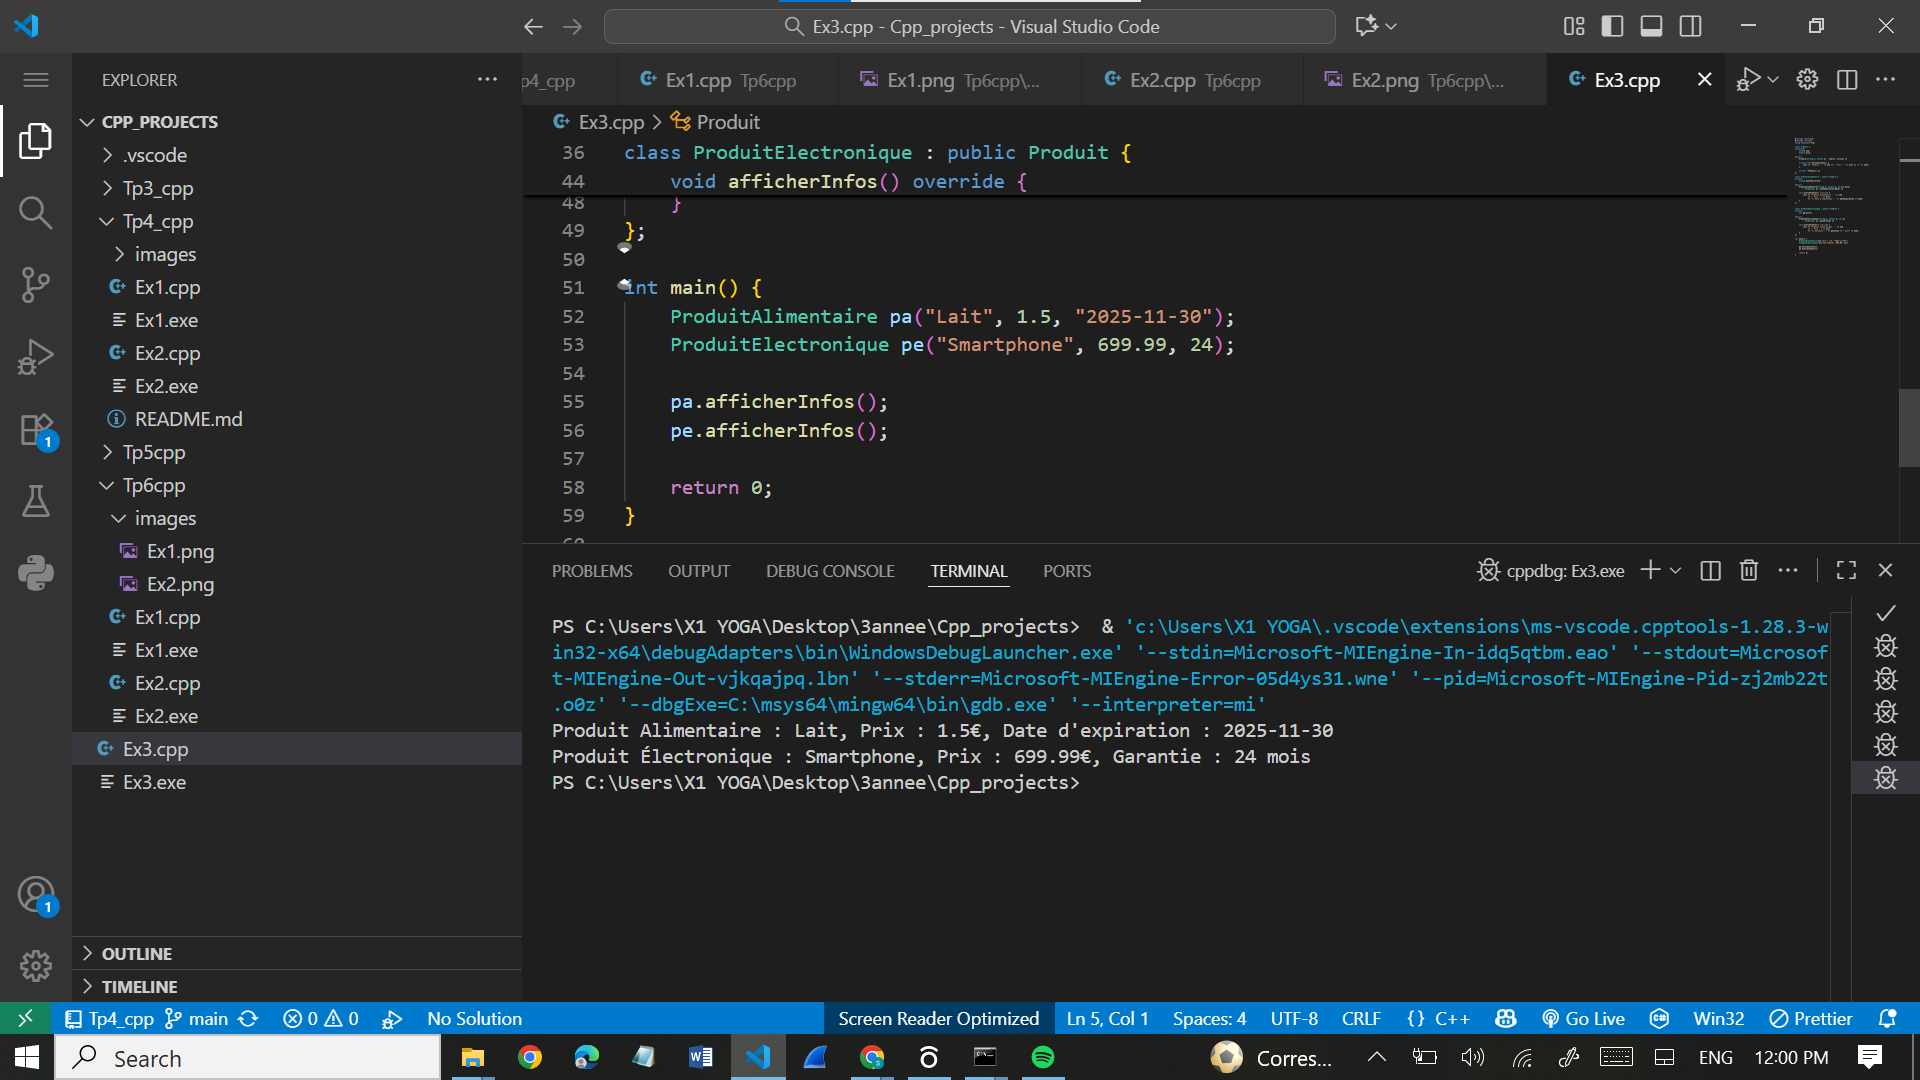 Ex3.cpp - Cpp_projects - Visual Studio Code
EXPLORER
p4_cpp
Ex1.cpp Tp6cpp
Ex1.png Tp6cpp\...
Ex2.cpp Tp6cpp
Ex2.png Tp6cpp\...
Ex3.cpp
Ex3.cpp > Produit
CPP_PROJECTS
.vscode
Tp3_cpp
Tp4_cpp
images
Ex1.cpp
Ex1.exe
Ex2.cpp
Ex2.exe
README.md
Tp5cpp
Tp6cpp
images
Ex1.png
Ex2.png
Ex1.cpp
Ex1.exe
Ex2.cpp
Ex2.exe
Ex3.cpp
Ex3.exe
OUTLINE
TIMELINE
1
1
36 class ProduitElectronique : public Produit {
44 void afficherInfos() override {
48 }
49 };
50
51 int main() {
52 ProduitAlimentaire pa("Lait", 1.5, "2025-11-30");
53 ProduitElectronique pe("Smartphone", 699.99, 24);
54
55 pa.afficherInfos();
56 pe.afficherInfos();
57
58 return 0;
59 }
60
PROBLEMS OUTPUT DEBUG CONSOLE TERMINAL PORTS
cppdbg: Ex3.exe
PS C:\Users\X1 YOGA\Desktop\3annee\Cpp_projects> & 'c:\Users\X1 YOGA\.vscode\extensions\ms-vscode.cpptools-1.28.3-w
in32-x64\debugAdapters\bin\WindowsDebugLauncher.exe' '--stdin=Microsoft-MIEngine-In-idq5qtbm.eao' '--stdout=Microsof
t-MIEngine-Out-vjkqajpq.lbn' '--stderr=Microsoft-MIEngine-Error-05d4ys31.wne' '--pid=Microsoft-MIEngine-Pid-zj2mb22t
.o0z' '--dbgExe=C:\msys64\mingw64\bin\gdb.exe' '--interpreter=mi'
Produit Alimentaire : Lait, Prix : 1.5€, Date d'expiration : 2025-11-30
Produit Électronique : Smartphone, Prix : 699.99€, Garantie : 24 mois
PS C:\Users\X1 YOGA\Desktop\3annee\Cpp_projects>
Tp4_cpp main 0 0 No Solution Screen Reader Optimized Ln 5, Col 1 Spaces: 4 UTF-8 CRLF {} C++ Go Live Win32 Prettier
Search Corres... ENG 12:00 PM